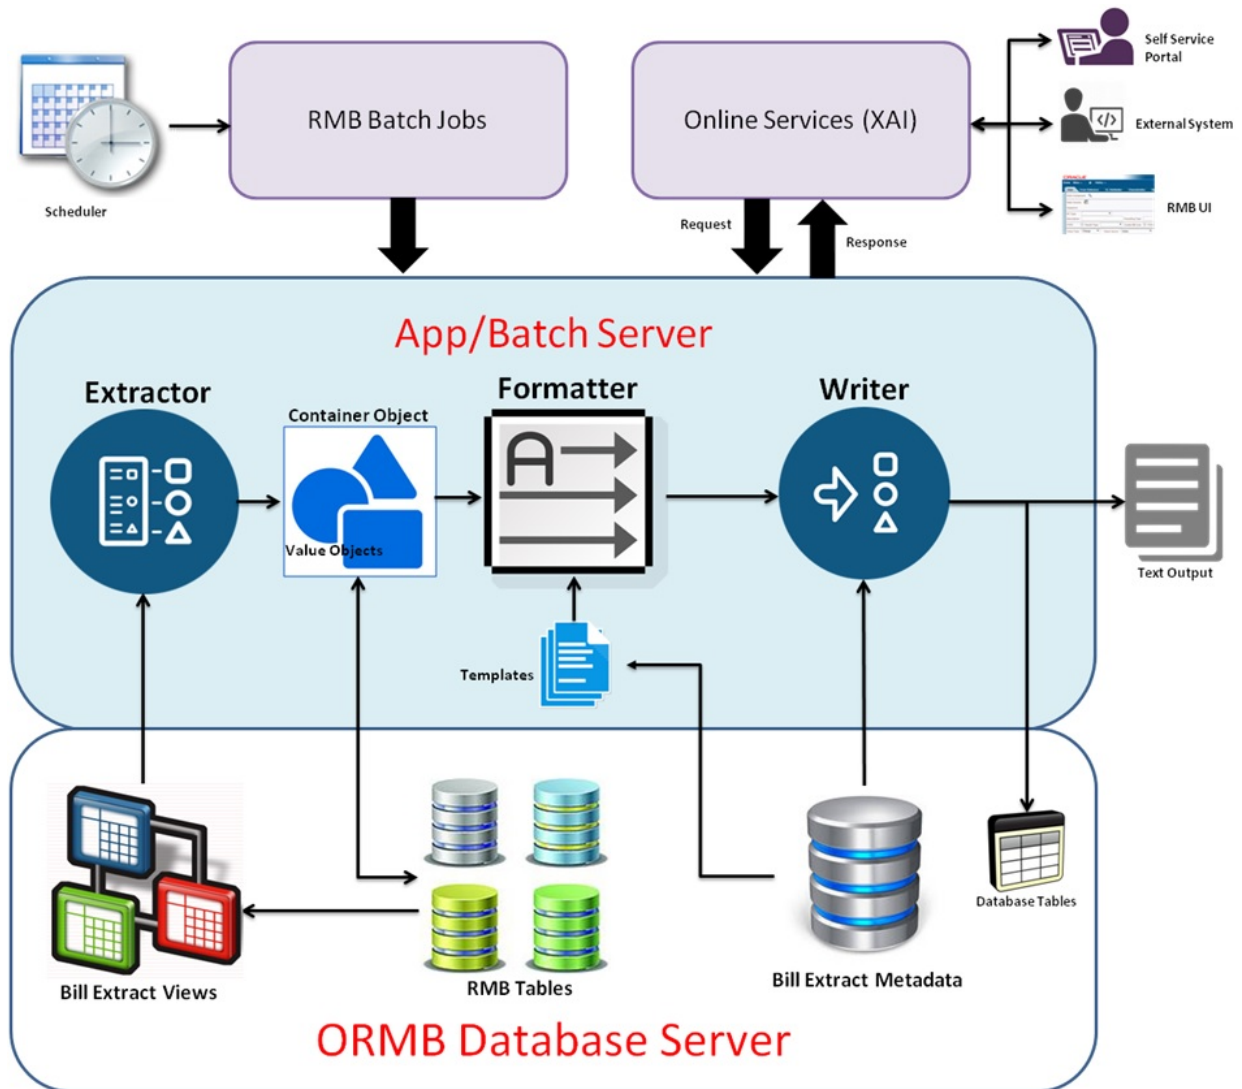 RMB Batch Jobs
Online Services (XAI)
Self Service
Portal
External System
ORACLE
RMB UI
Scheduler
Request
Response
App/Batch Server
Extractor
Formatter
Writer
Container Object
A
Value Objects
Text Output
Templates
Database Tables
Bill Extract Views
RMB Tables
Bill Extract Metadata
ORMB Database Server